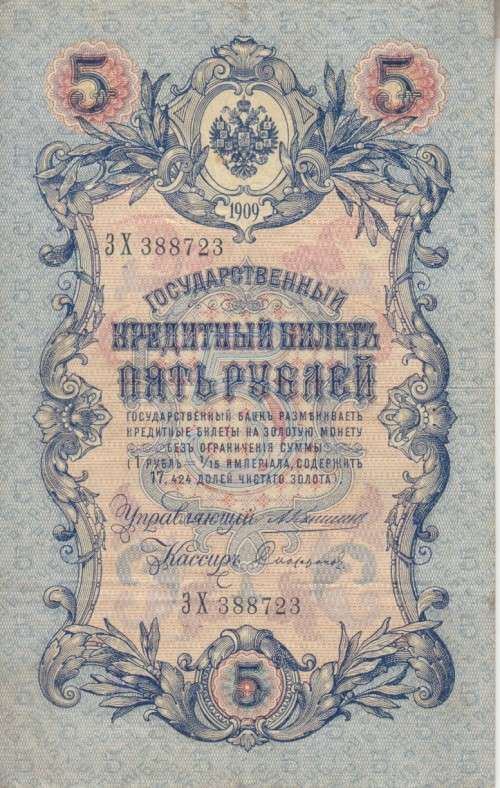 5 5
1909
ЗХ 388723
ГОСУДАРСТВЕННЫЙ
КРЕДИТНЫЙ БИЛЕТЪ
ПЯТЬ РУБЛЕЙ
ГОСУДАРСТВЕННЫЙ БАНКЪ РАЗМѢНИВАЕТЪ
КРЕДИТНЫЕ БИЛЕТЫ НА ЗОЛОТУЮ МОНЕТУ
БЕЗЪ ОГРАНИЧЕНІЯ СУММЫ
(1 РУБЛЬ = 1/15 ИМПЕРІАЛА, СОДЕРЖИТЪ
17,424 ДОЛЕЙ ЧИСТАГО ЗОЛОТА).
Управляющій
Кассиръ
ЗХ 388723
5